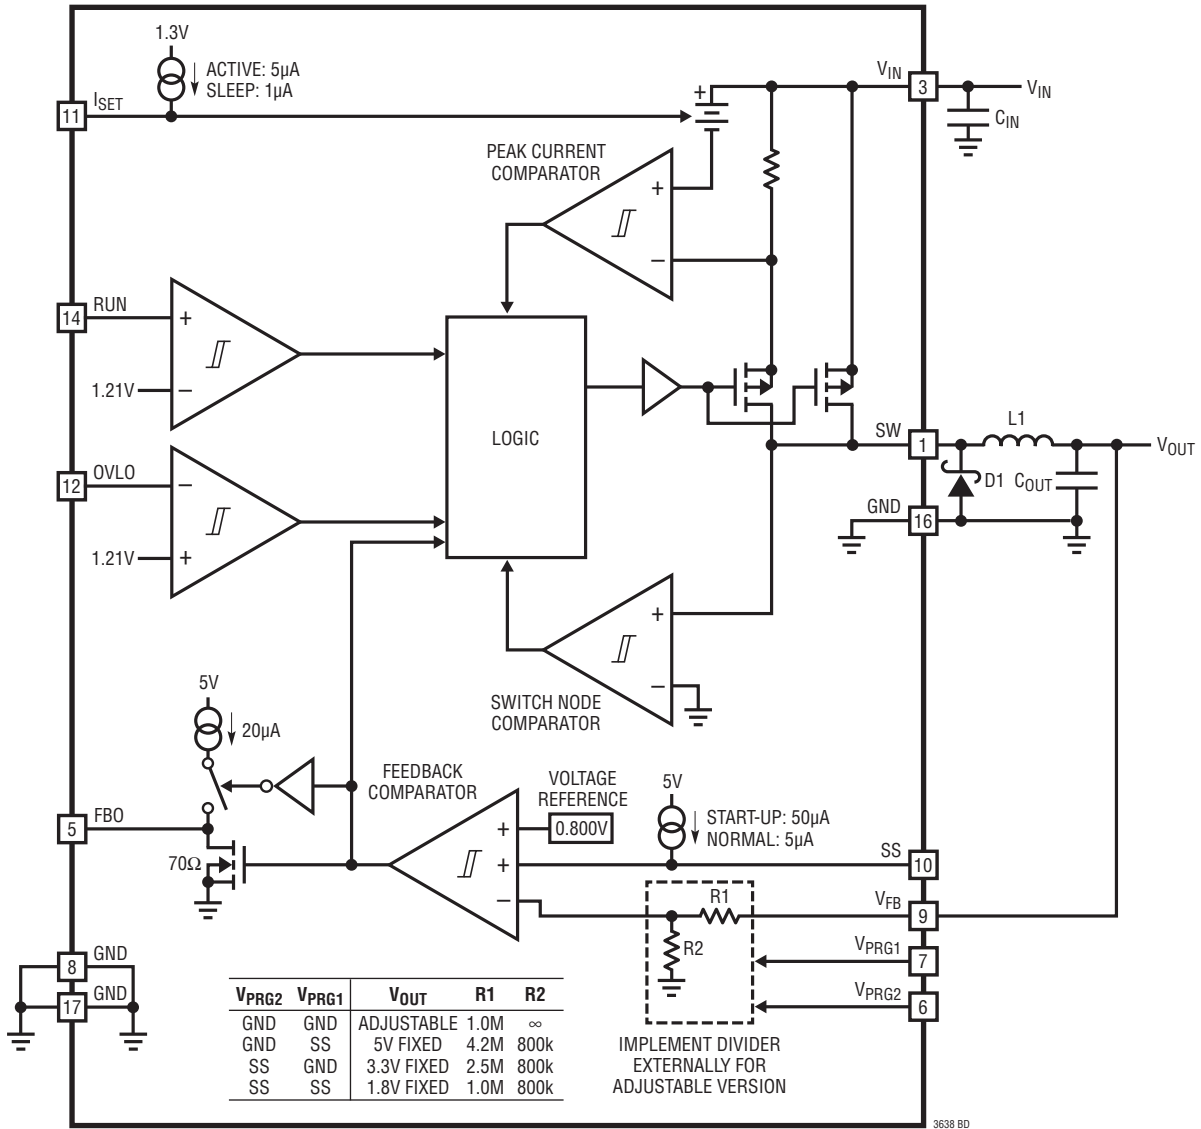 1.3V
ACTIVE: 5µA
SLEEP: 1µA
11
ISET
+
VIN
3
VIN
CIN
PEAK CURRENT
COMPARATOR
+
–
14
RUN
+
1.21V
–
LOGIC
12
OVLO
–
1.21V
+
SW
1
L1
VOUT
D1
COUT
GND
16
+
–
SWITCH NODE
COMPARATOR
5V
20µA
FEEDBACK
COMPARATOR
VOLTAGE
REFERENCE
0.800V
5V
START-UP: 50µA
NORMAL: 5µA
5
FBO
70Ω
+
+
–
SS
10
R1
R2
VFB
9
VPRG1
7
VPRG2
6
8
GND
17
GND
VPRG2 VPRG1 VOUT R1 R2
GND GND ADJUSTABLE 1.0M ∞
GND SS 5V FIXED 4.2M 800k
SS GND 3.3V FIXED 2.5M 800k
SS SS 1.8V FIXED 1.0M 800k
IMPLEMENT DIVIDER
EXTERNALLY FOR
ADJUSTABLE VERSION
3638 BD